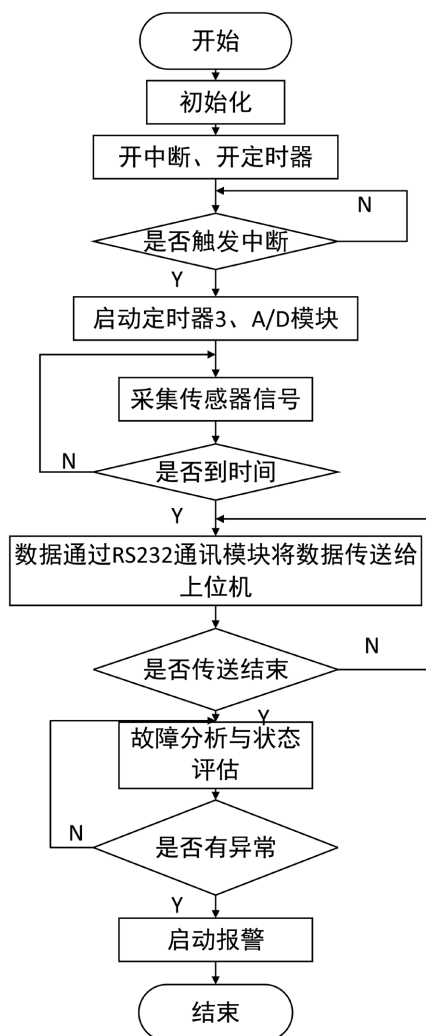 开始
初始化
开中断、开定时器
N
是否触发中断
Y
启动定时器3、A/D模块
采集传感器信号
N
是否到时间
Y
数据通过RS232通讯模块将数据传送给
上位机
N
是否传送结束
Y
故障分析与状态
评估
N
是否有异常
Y
启动报警
结束